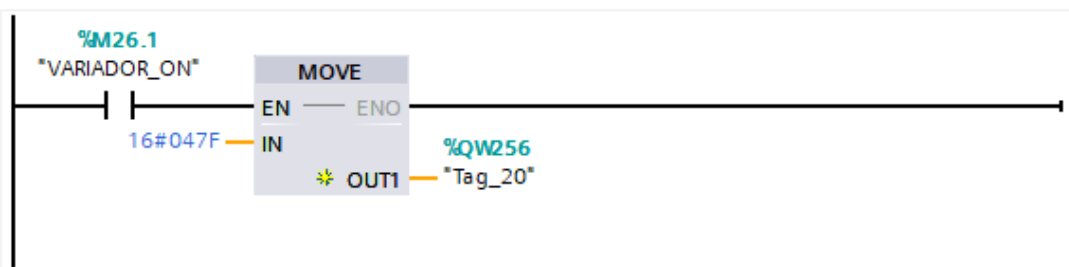 %M26.1
"VARIADOR_ON"
MOVE
EN ENO
16#047F IN
%QW256
OUT1 "Tag_20"